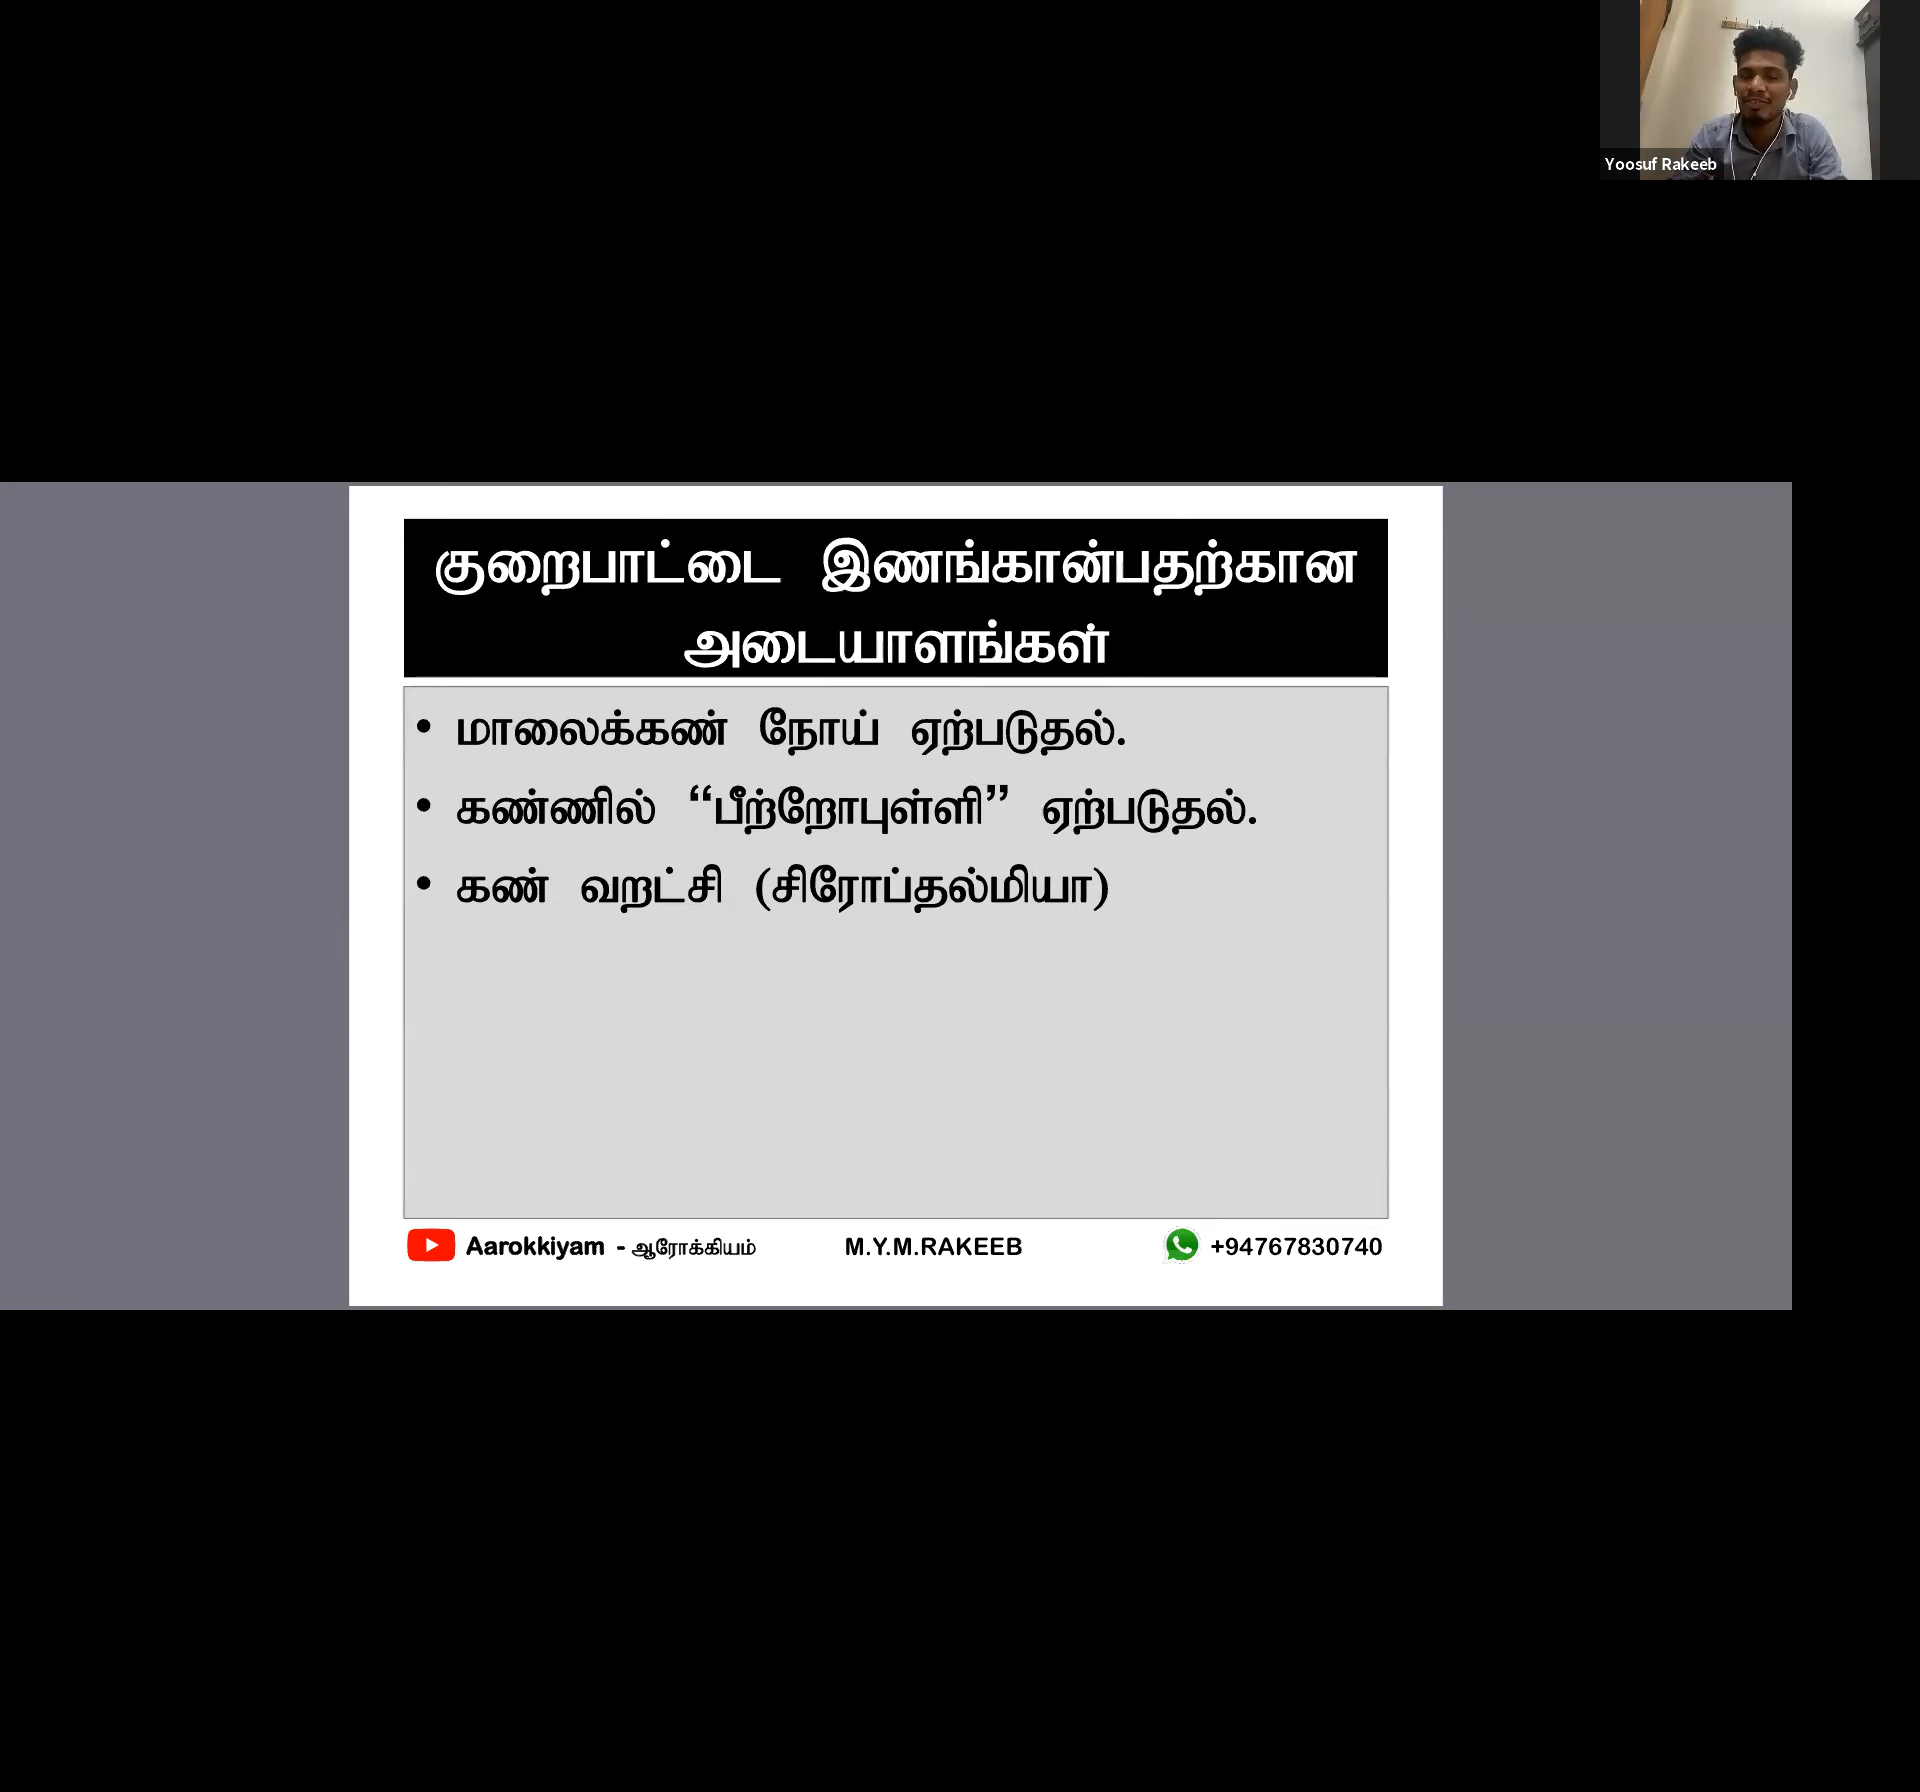 Yoosuf Rakeeb
குறைபாட்டை இணங்கான்பதற்கான
அடையாளங்கள்
• மாலைக்கண் நோய் ஏற்படுதல்.
• கண்ணில் “பீற்றோபுள்ளி” ஏற்படுதல்.
• கண் வறட்சி (சிரோப்தல்மியா)
Aarokkiyam - ஆரோக்கியம் M.Y.M.RAKEEB +94767830740